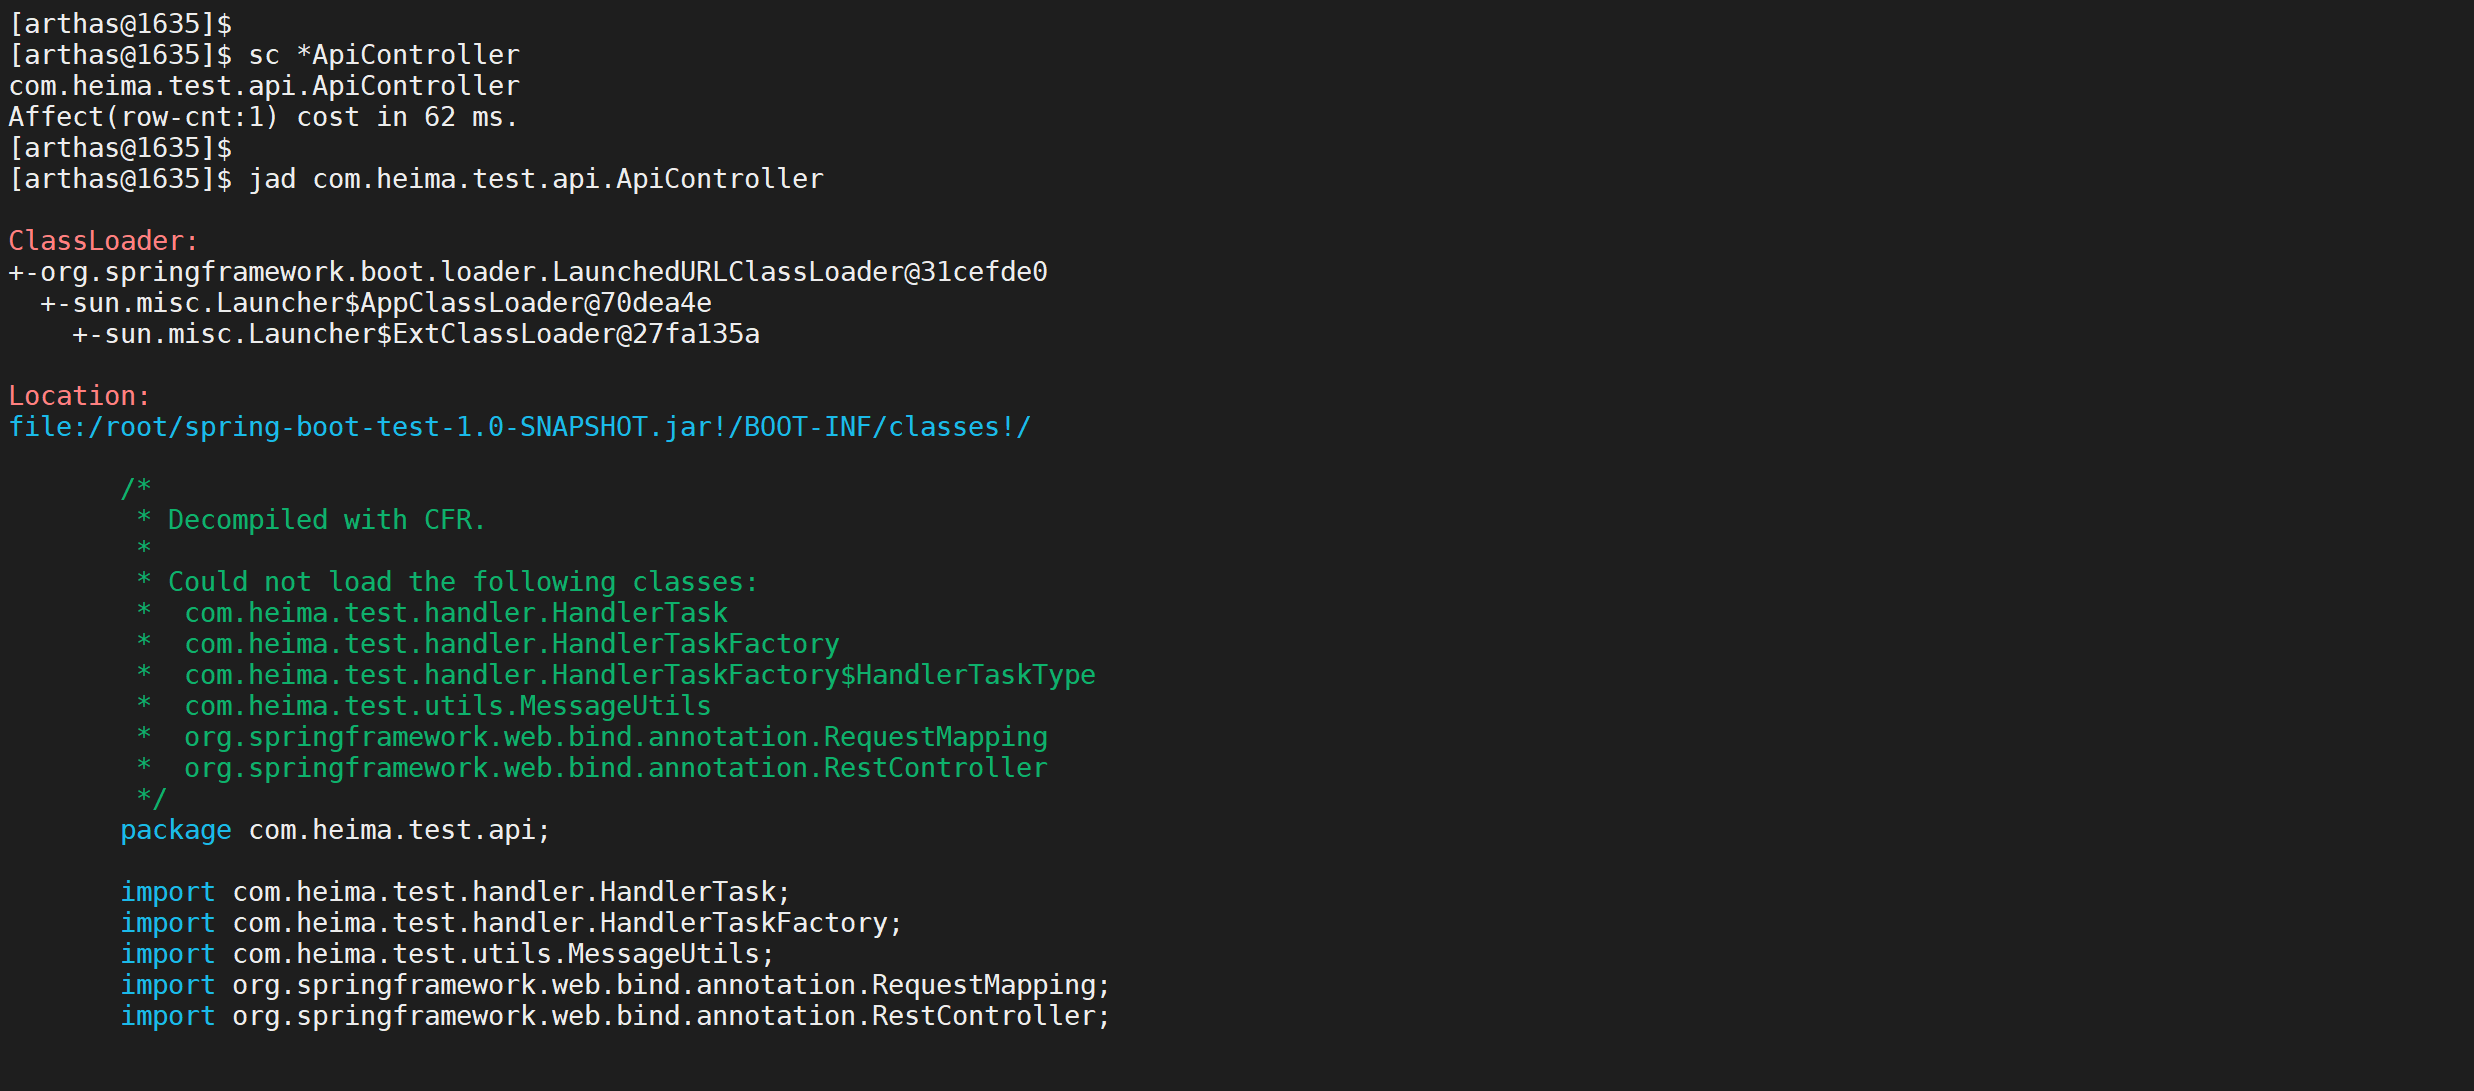 [arthas@1635]$
[arthas@1635]$ sc *ApiController
com.heima.test.api.ApiController
Affect(row-cnt:1) cost in 62 ms.
[arthas@1635]$
[arthas@1635]$ jad com.heima.test.api.ApiController

ClassLoader:
+-org.springframework.boot.loader.LaunchedURLClassLoader@31cefde0
  +-sun.misc.Launcher$AppClassLoader@70dea4e
    +-sun.misc.Launcher$ExtClassLoader@27fa135a

Location:
file:/root/spring-boot-test-1.0-SNAPSHOT.jar!/BOOT-INF/classes!/

       /*
        * Decompiled with CFR.
        *
        * Could not load the following classes:
        *  com.heima.test.handler.HandlerTask
        *  com.heima.test.handler.HandlerTaskFactory
        *  com.heima.test.handler.HandlerTaskFactory$HandlerTaskType
        *  com.heima.test.utils.MessageUtils
        *  org.springframework.web.bind.annotation.RequestMapping
        *  org.springframework.web.bind.annotation.RestController
        */
       package com.heima.test.api;

       import com.heima.test.handler.HandlerTask;
       import com.heima.test.handler.HandlerTaskFactory;
       import com.heima.test.utils.MessageUtils;
       import org.springframework.web.bind.annotation.RequestMapping;
       import org.springframework.web.bind.annotation.RestController;